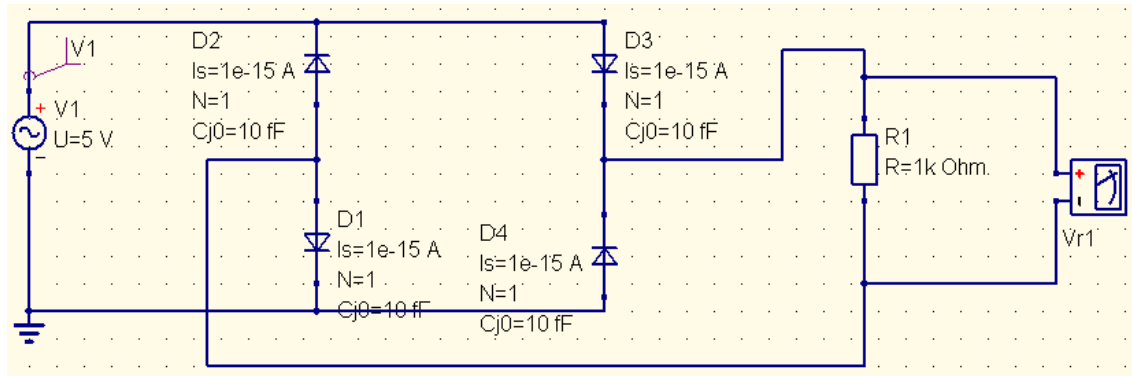 V1
V1
U=5 V
D2
Is=1e-15 A
N=1
Cj0=10 fF
D3
Is=1e-15 A
N=1
Cj0=10 fF
D1
Is=1e-15 A
N=1
Cj0=10 fF
D4
Is=1e-15 A
N=1
Cj0=10 fF
R1
R=1k Ohm
Vr1